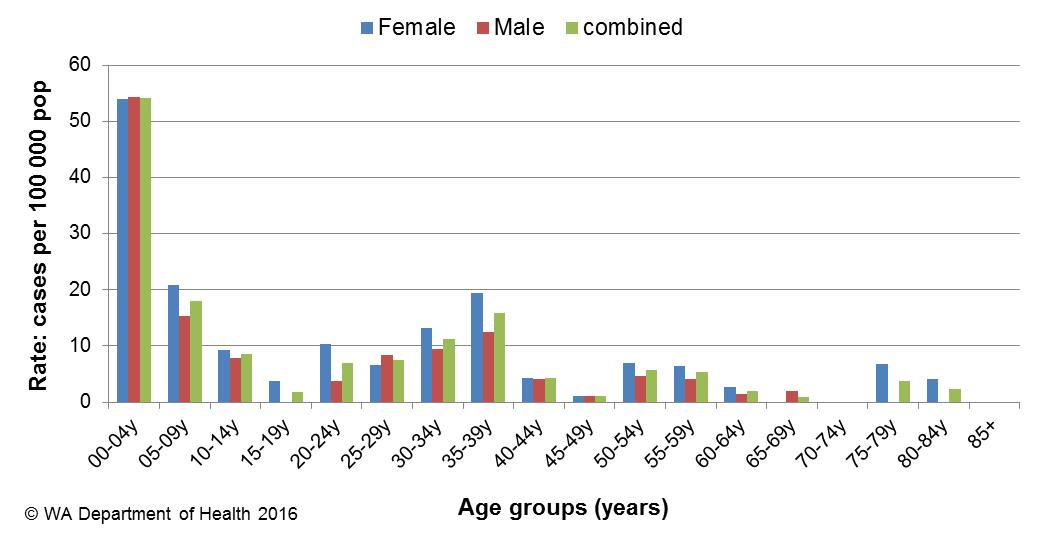 Female Male combined
Rate: cases per 100 000 pop
60
50
40
30
20
10
0
00-04y 05-09y 10-14y 15-19y 20-24y 25-29y 30-34y 35-39y 40-44y 45-49y 50-54y 55-59y 60-64y 65-69y 70-74y 75-79y 80-84y 85+
Age groups (years)
© WA Department of Health 2016